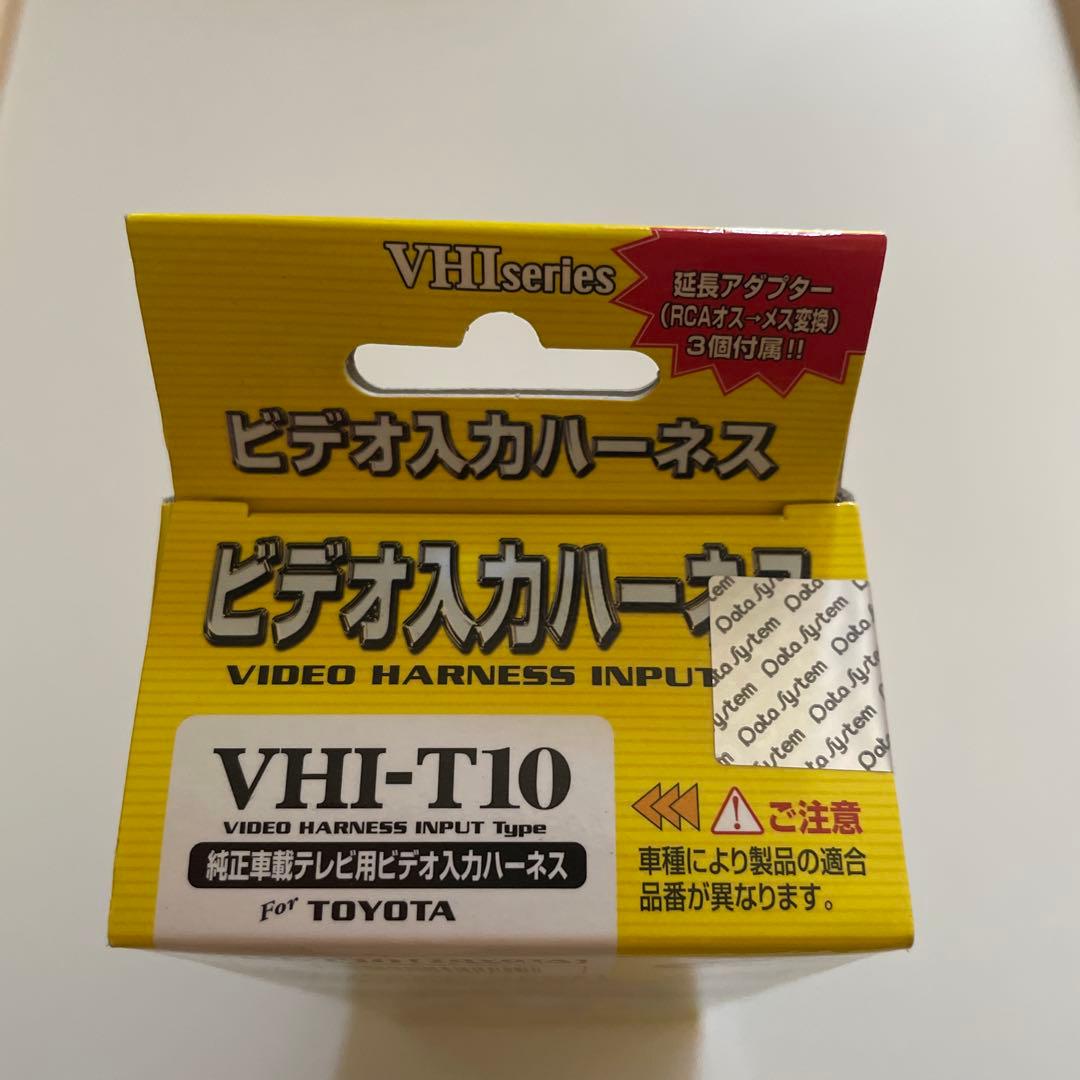 VHIseries
延長アダプター
(RCAオス→メス変換)
3個付属!!
ビデオ入力ハーネス
ビデオ入力ハーネス
VIDEO HARNESS INPUT
Data System
VHI-T10
VIDEO HARNESS INPUT Type
純正車載テレビ用ビデオ入力ハーネス
For TOYOTA
ご注意
車種により製品の適合
品番が異なります。